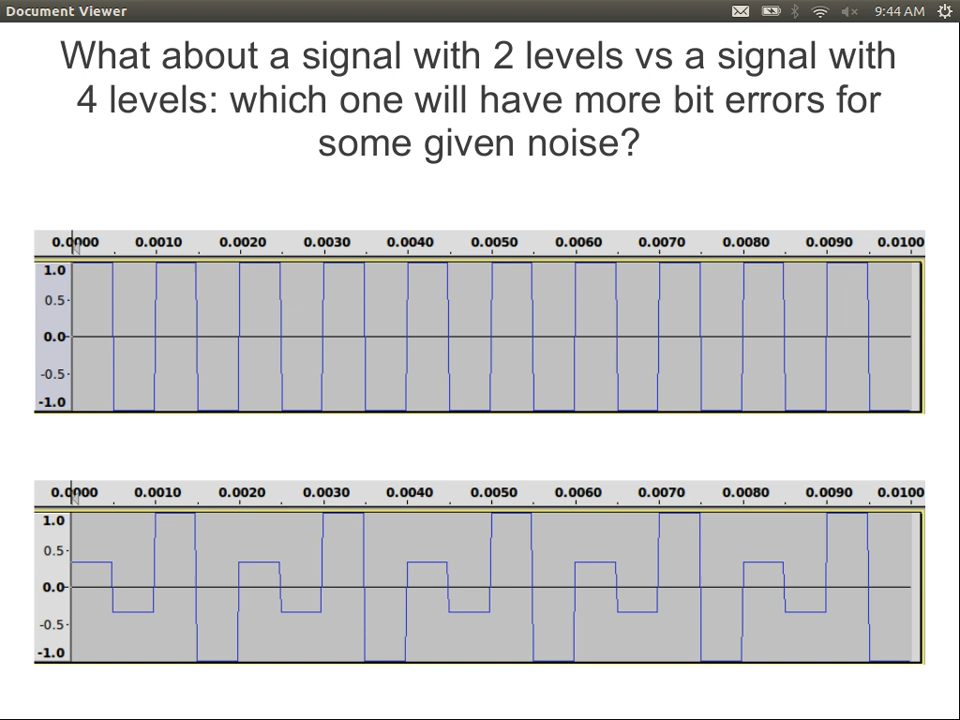 Document Viewer 9:44 AM
What about a signal with 2 levels vs a signal with
4 levels: which one will have more bit errors for
some given noise?
0.0000 0.0010 0.0020 0.0030 0.0040 0.0050 0.0060 0.0070 0.0080 0.0090 0.0100
1.0
0.5
0.0
-0.5
-1.0
0.0000 0.0010 0.0020 0.0030 0.0040 0.0050 0.0060 0.0070 0.0080 0.0090 0.0100
1.0
0.5
0.0
-0.5
-1.0